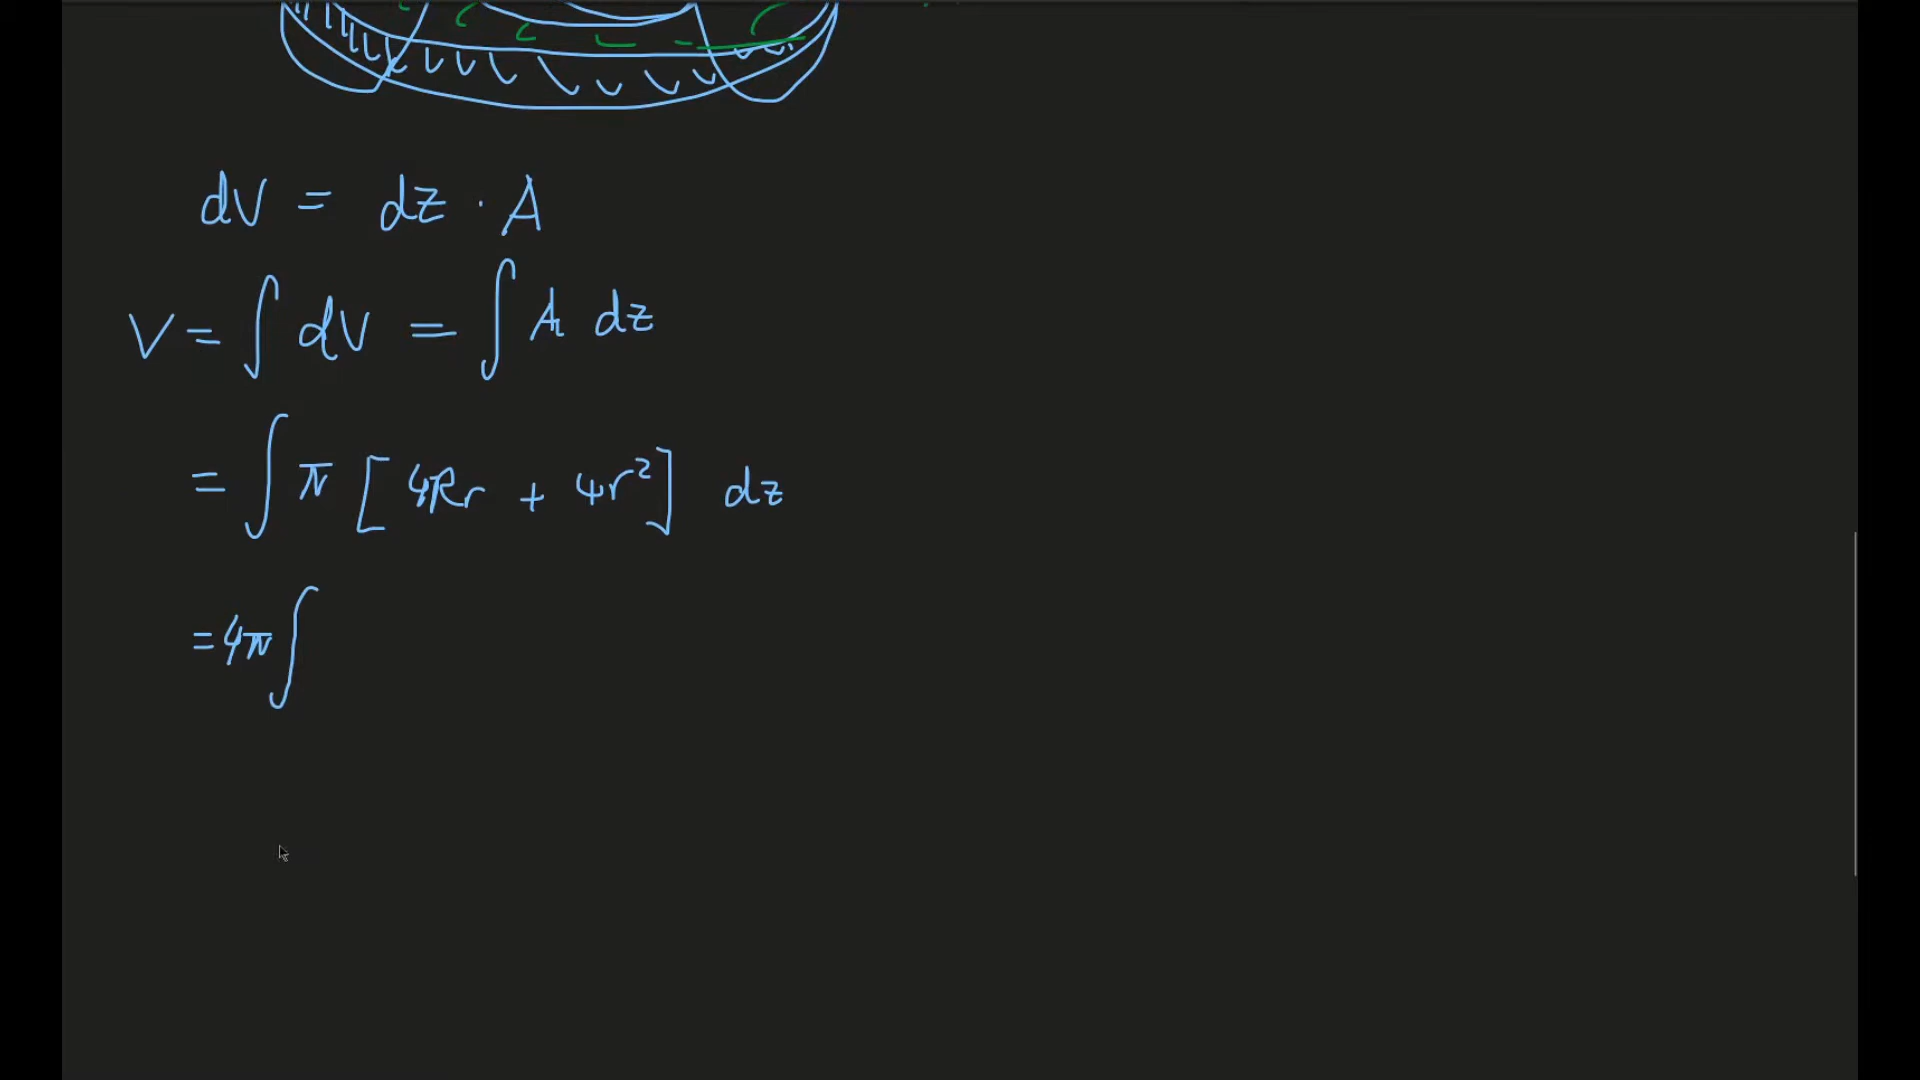 dV = dz · A
V = ∫ dV = ∫ A dz
= ∫ π [4Rr + 4r²] dz
= 4π ∫